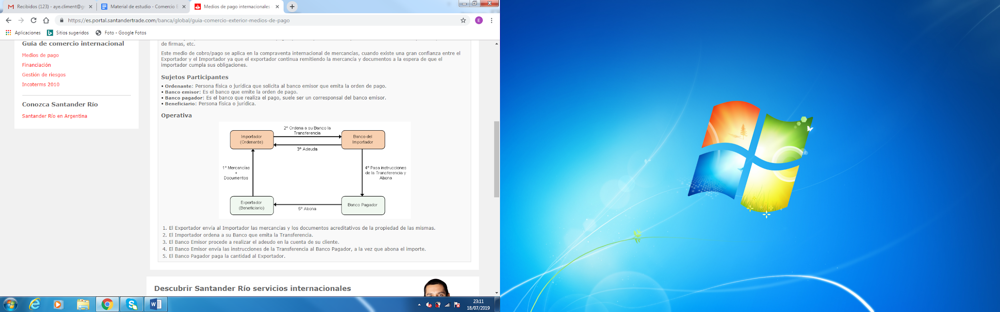 Recibidos (123) - aye.climent@gr
Material de estudio - Comercio E
Medios de pago internacionales
https://es.portal.santandertrade.com/banca/global/guia-comercio-exterior-medios-de-pago
E
Aplicaciones
Sitios sugeridos
Foto - Google Fotos
Guía de comercio internacional
Medios de pago
Financiación
Gestión de riesgos
Incoterms 2010
Conozca Santander Río
Santander Río en Argentina
de firmas, etc.
Este medio de cobro/pago se aplica en la compraventa internacional de mercancías, cuando existe una gran confianza entre el
Exportador y el Importador ya que el exportador continua remitiendo la mercancía y documentos a la espera de que el
importador cumpla sus obligaciones.
Sujetos Participantes
• Ordenante: Persona física o jurídica que solicita al banco emisor que emita la orden de pago.
• Banco emisor: Es el banco que emite la orden de pago.
• Banco pagador: Es el banco que realiza el pago, suele ser un corresponsal del banco emisor.
• Beneficiario: Persona física o jurídica.
Operativa
2º Ordena a su Banco la
Transferencia
Importador
(Ordenante)
Banco del
Importador
3º Adeuda
1º Mercancías
+
Documentos
4º Pasa instrucciones
de la Transferencia y
Abona
Exportador
(Beneficiario)
5º Abona
Banco Pagador
1. El Exportador envía al Importador las mercancías y los documentos acreditativos de la propiedad de las mismas.
2. El Importador ordena a su Banco que emita la Transferencia.
3. El Banco Emisor procede a realizar el adeudo en la cuenta de su cliente.
4. El Banco Emisor envía las instrucciones de la Transferencia al Banco Pagador, a la vez que abona el importe.
5. El Banco Pagador paga la cantidad al Exportador.
Descubrir Santander Río servicios internacionales
23:11
18/07/2019